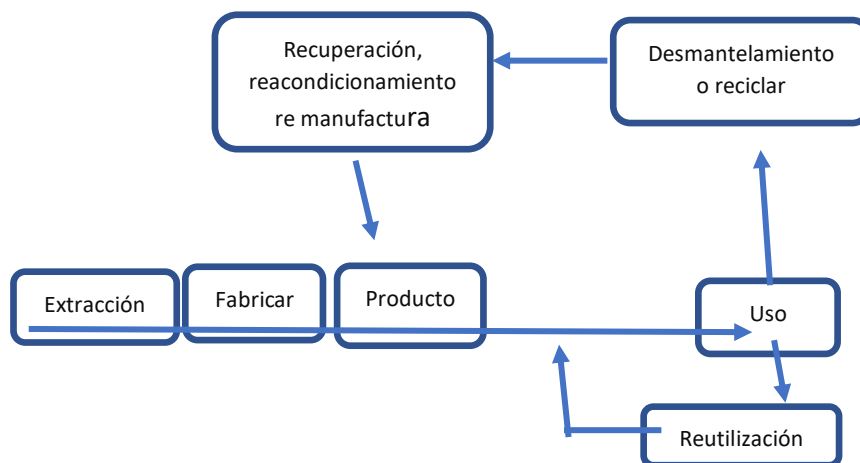 Recuperación,
reacondicionamiento
re manufactura
Desmantelamiento
o reciclar
Extracción
Fabricar
Producto
Uso
Reutilización